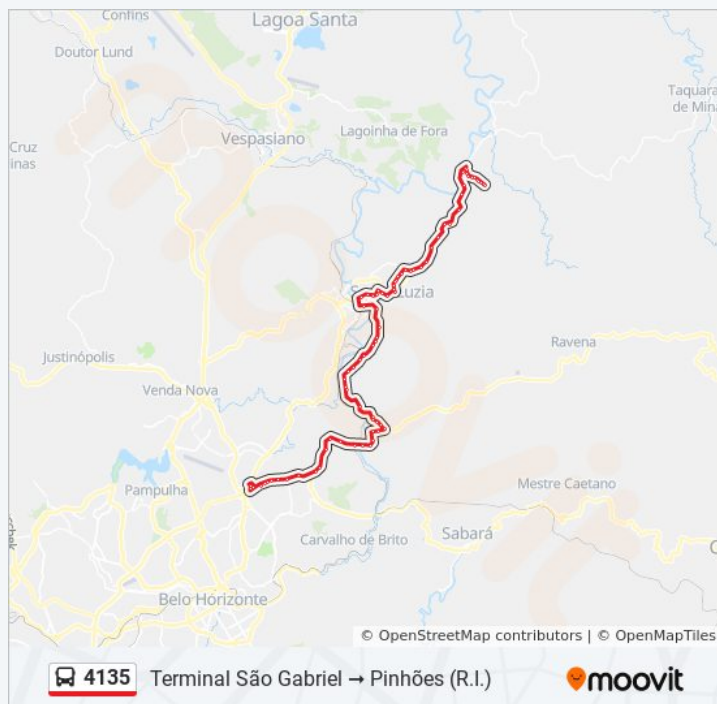 Confins
Lagoa Santa
Doutor Lund
Taquara
de Mina
Cruz
inas
Vespasiano
Lagoinha de Fora
Luzia
Justinópolis
Ravena
Venda Nova
Pampulha
Mestre Caetano
Carvalho de Brito
Sabará
Belo Horizonte
© OpenStreetMap contributors | © OpenMapTiles
4135 Terminal São Gabriel → Pinhões (R.I.)
moovit